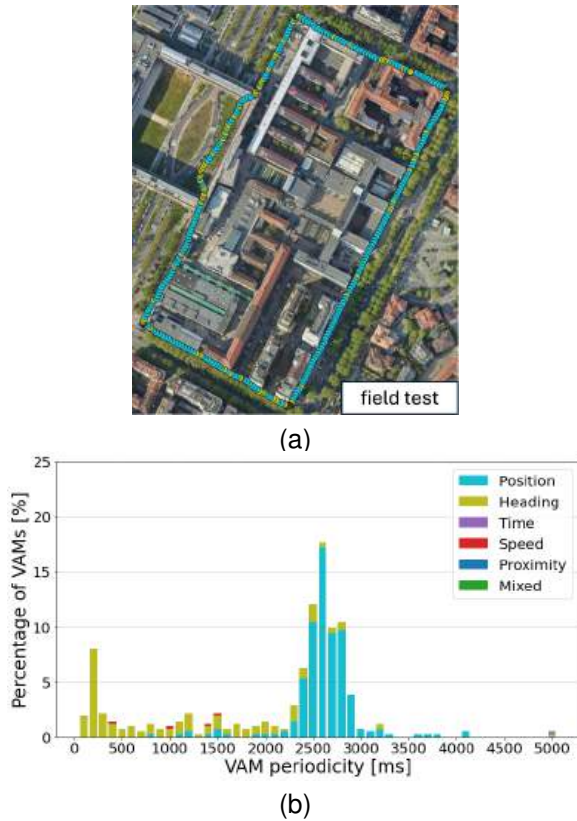 field test
(a)
Percentage of VAMs [%]
25
20
15
10
5
0
Position
Heading
Time
Speed
Proximity
Mixed
0 500 1000 1500 2000 2500 3000 3500 4000 4500 5000
VAM periodicity [ms]
(b)